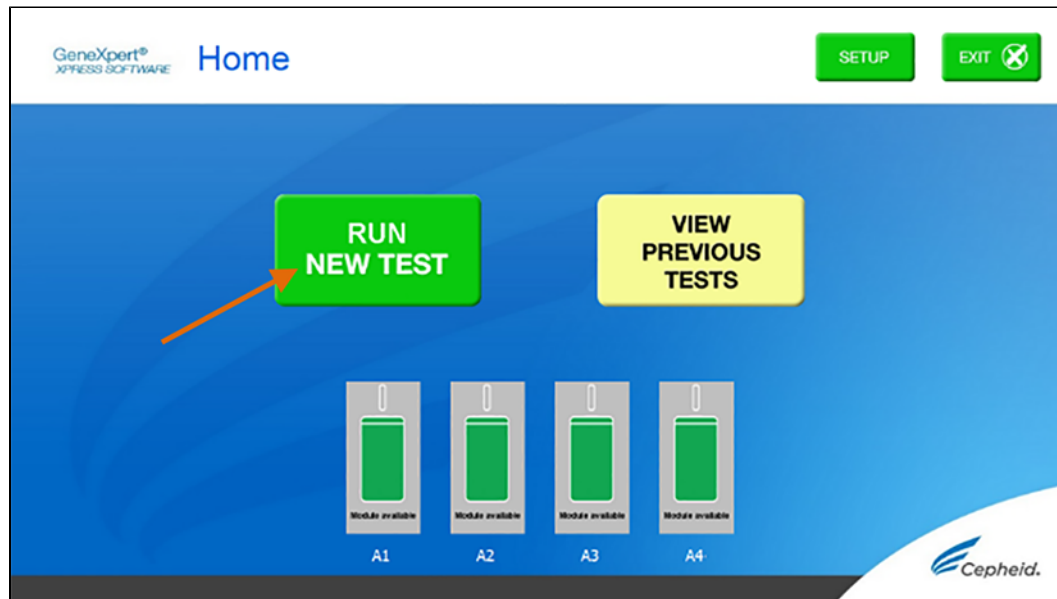 GeneXpert®
XPRESS SOFTWARE
Home
SETUP
EXIT
RUN
NEW TEST
VIEW
PREVIOUS
TESTS
Module available
Module available
Module available
Module available
A1
A2
A3
A4
Cepheid.